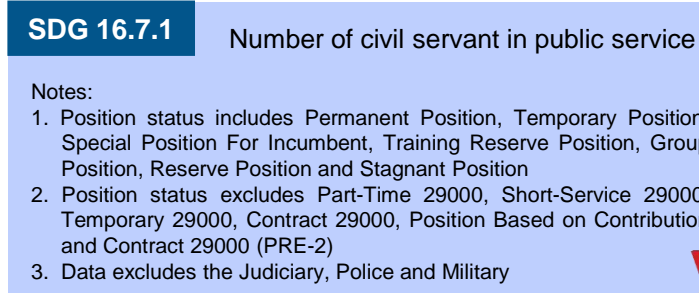 SDG 16.7.1
Number of civil servant in public service
Notes:
1. Position status includes Permanent Position, Temporary Position
Special Position For Incumbent, Training Reserve Position, Group
Position, Reserve Position and Stagnant Position
2. Position status excludes Part-Time 29000, Short-Service 29000
Temporary 29000, Contract 29000, Position Based on Contribution
and Contract 29000 (PRE-2)
3. Data excludes the Judiciary, Police and Military